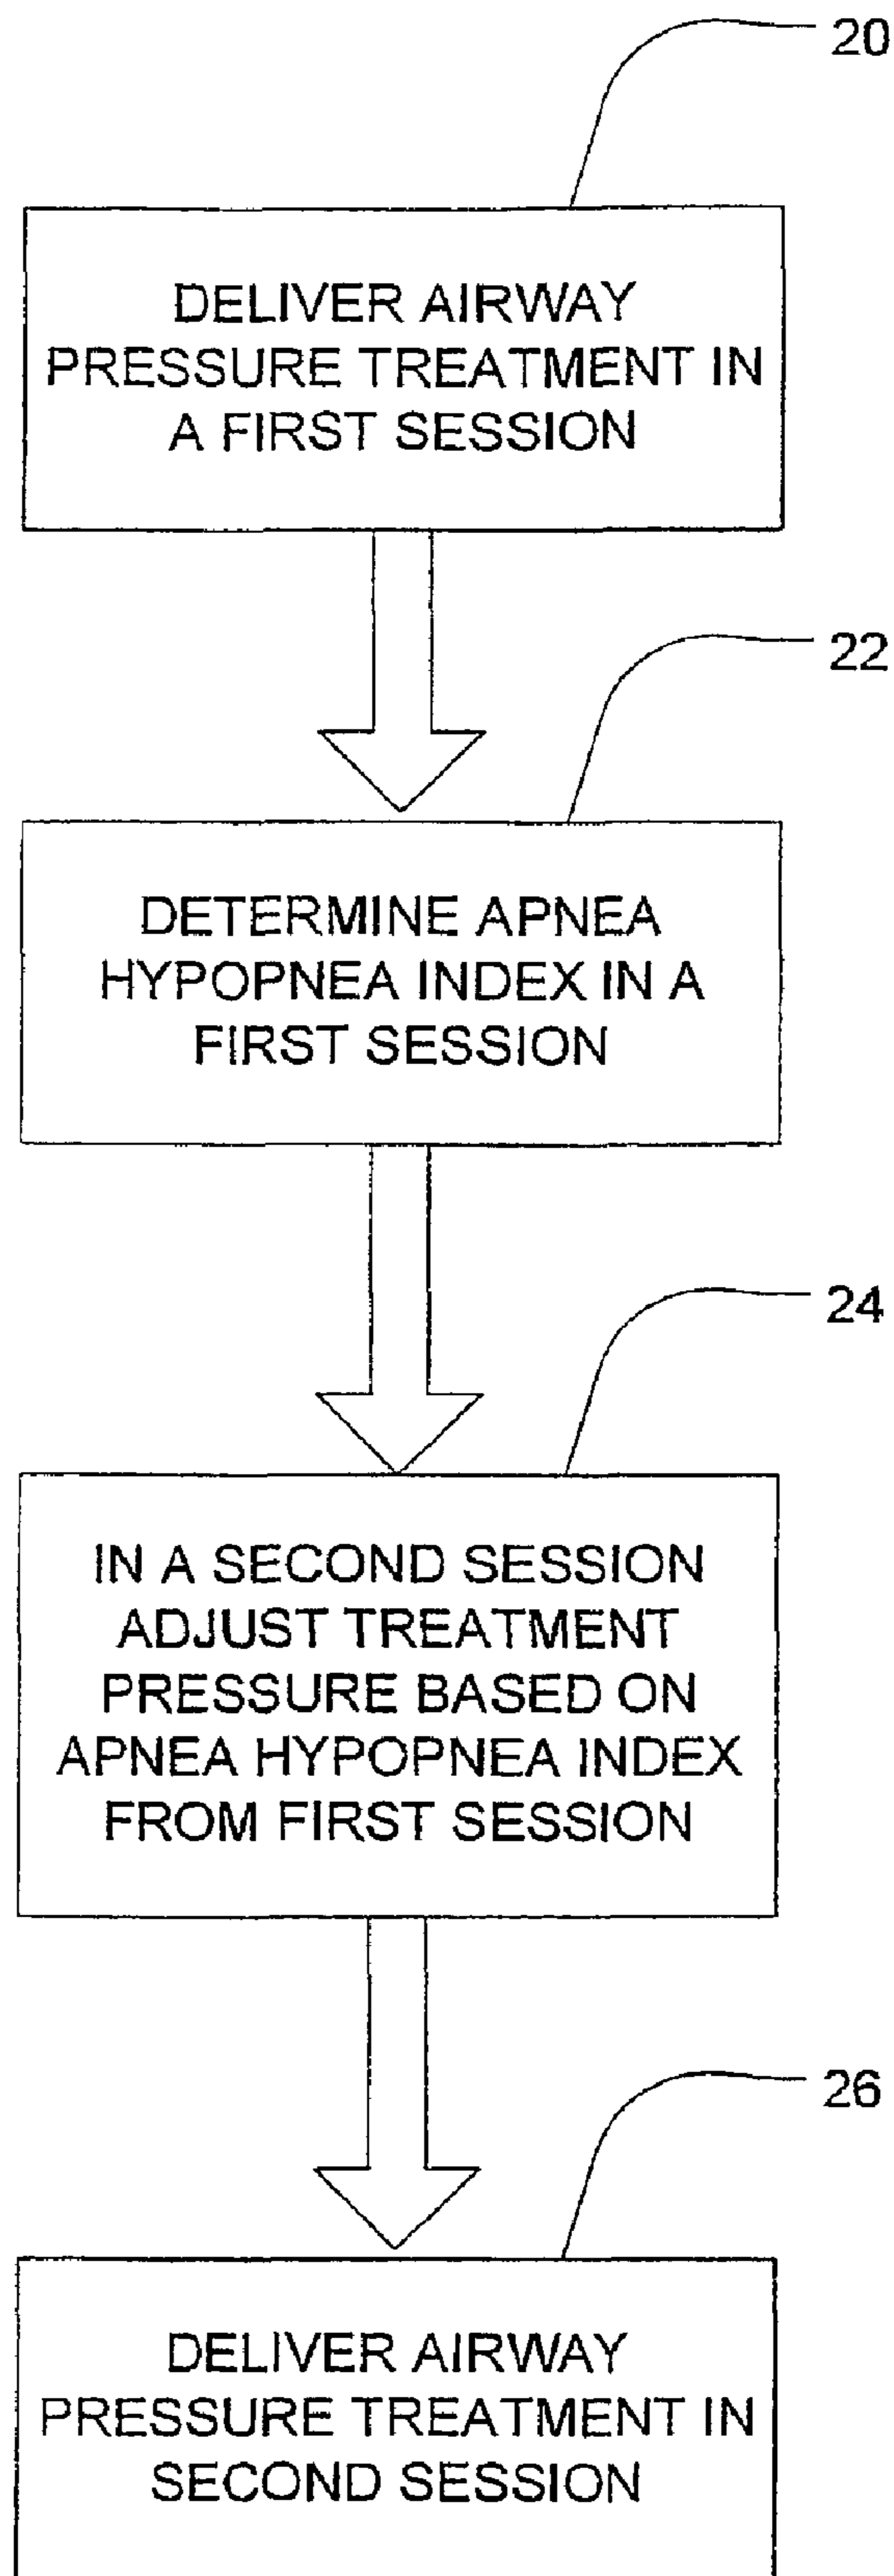 20
DELIVER AIRWAY
PRESSURE TREATMENT IN
A FIRST SESSION
22
DETERMINE APNEA
HYPOPNEA INDEX IN A
FIRST SESSION
24
IN A SECOND SESSION
ADJUST TREATMENT
PRESSURE BASED ON
APNEA HYPOPNEA INDEX
FROM FIRST SESSION
26
DELIVER AIRWAY
PRESSURE TREATMENT IN
SECOND SESSION